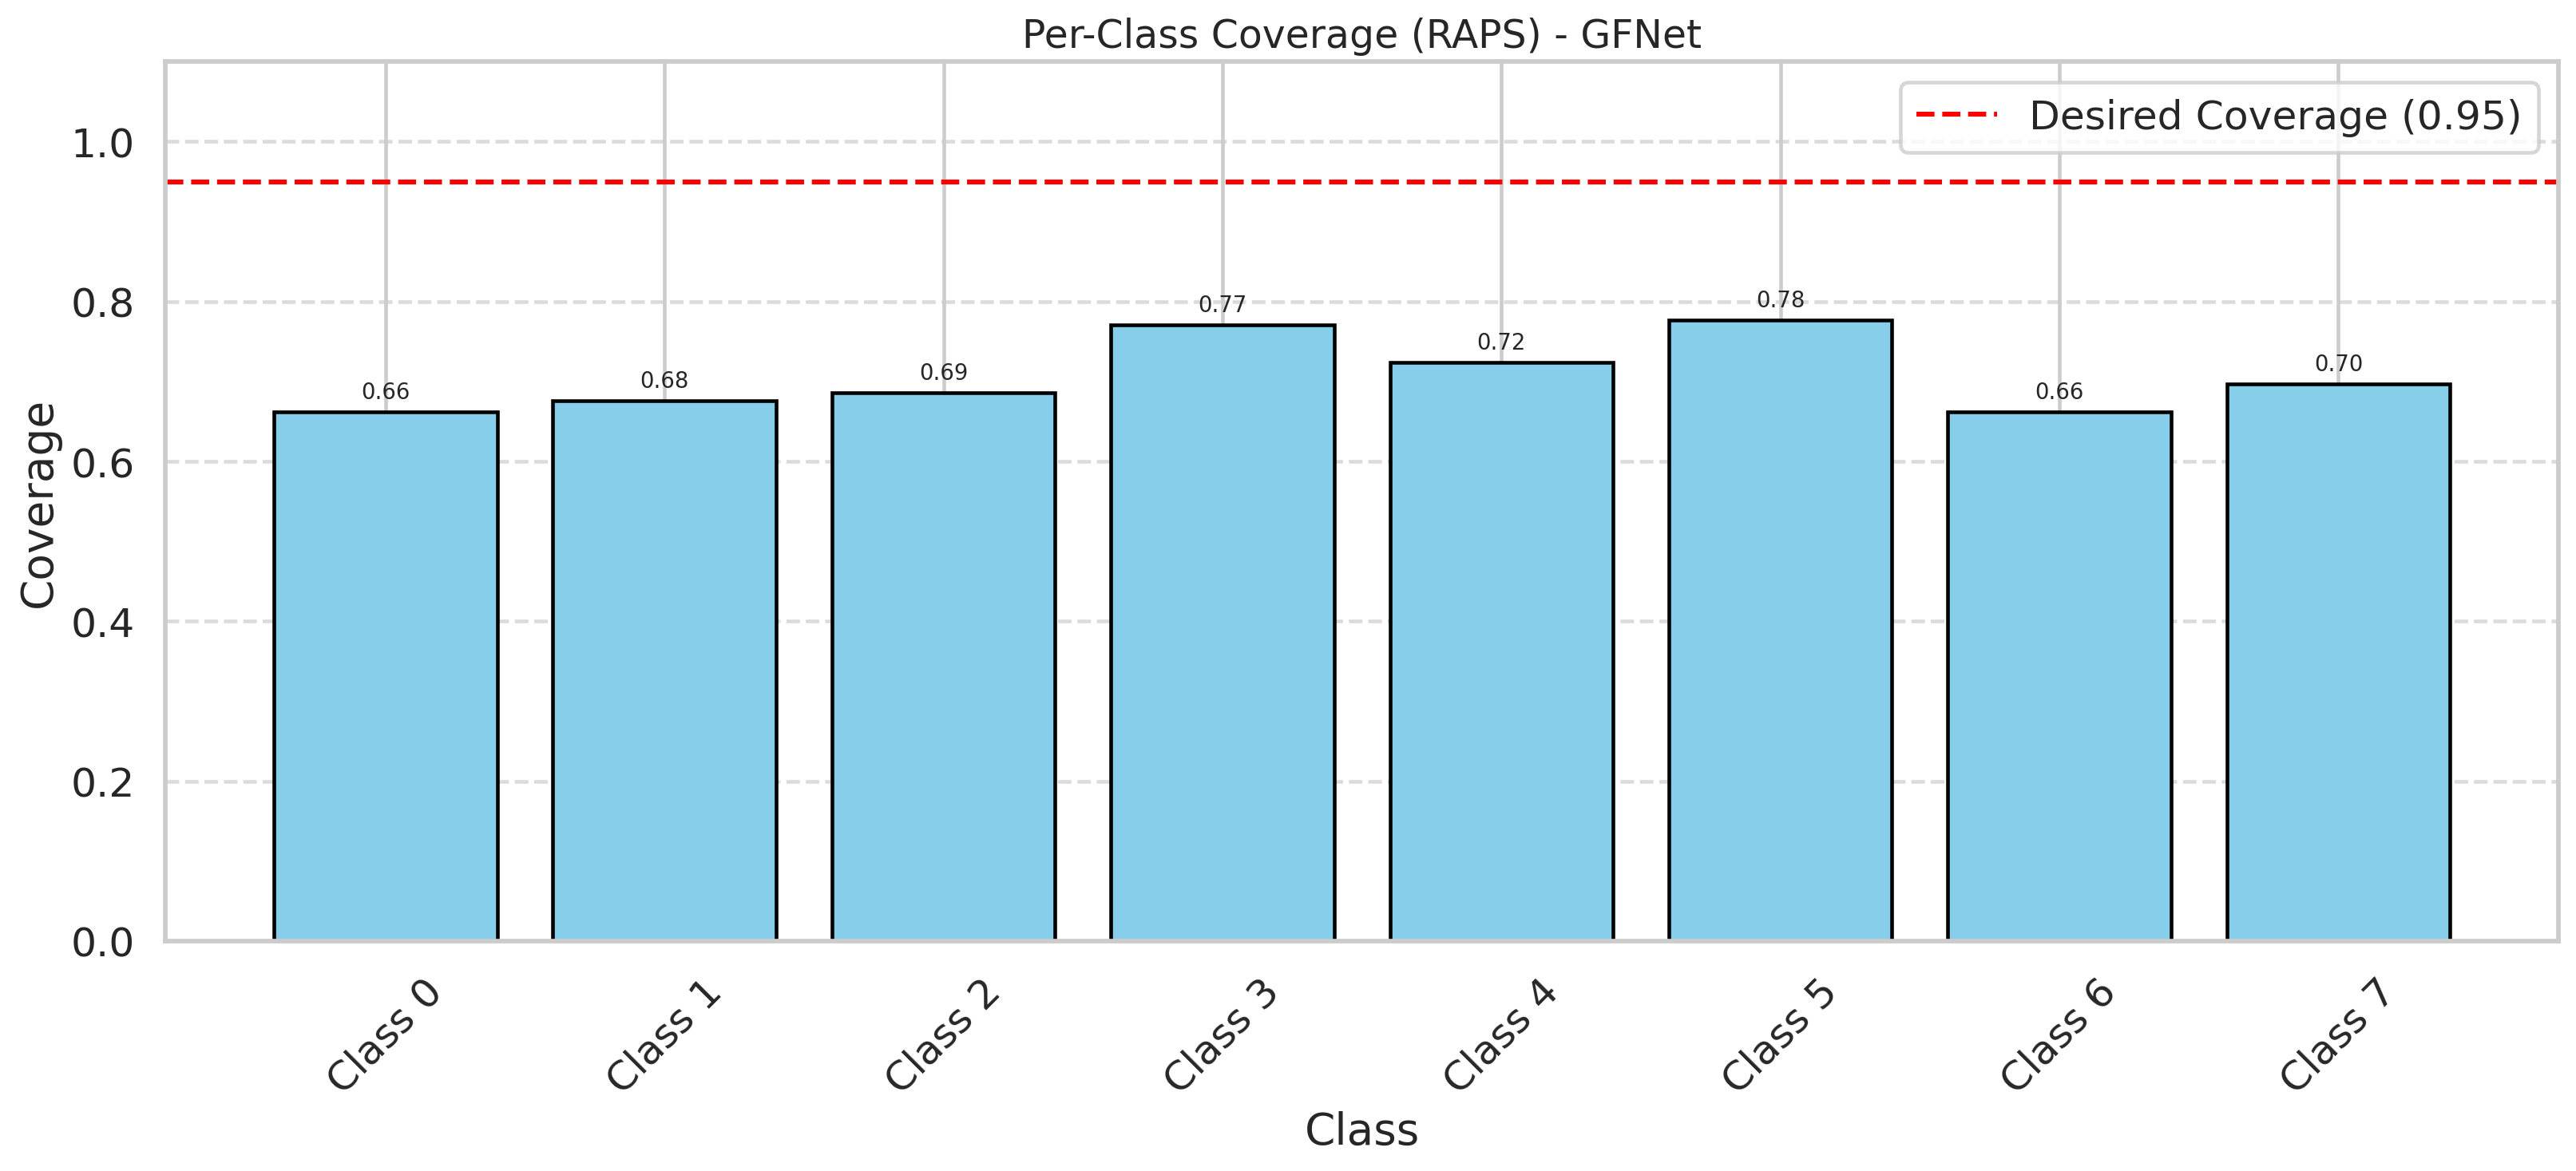 Per-Class Coverage (RAPS) - GFNet
Desired Coverage (0.95)
Coverage
1.0
0.8
0.6
0.4
0.2
0.0
0.66
0.68
0.69
0.77
0.72
0.78
0.66
0.70
Class 0
Class 1
Class 2
Class 3
Class 4
Class 5
Class 6
Class 7
Class